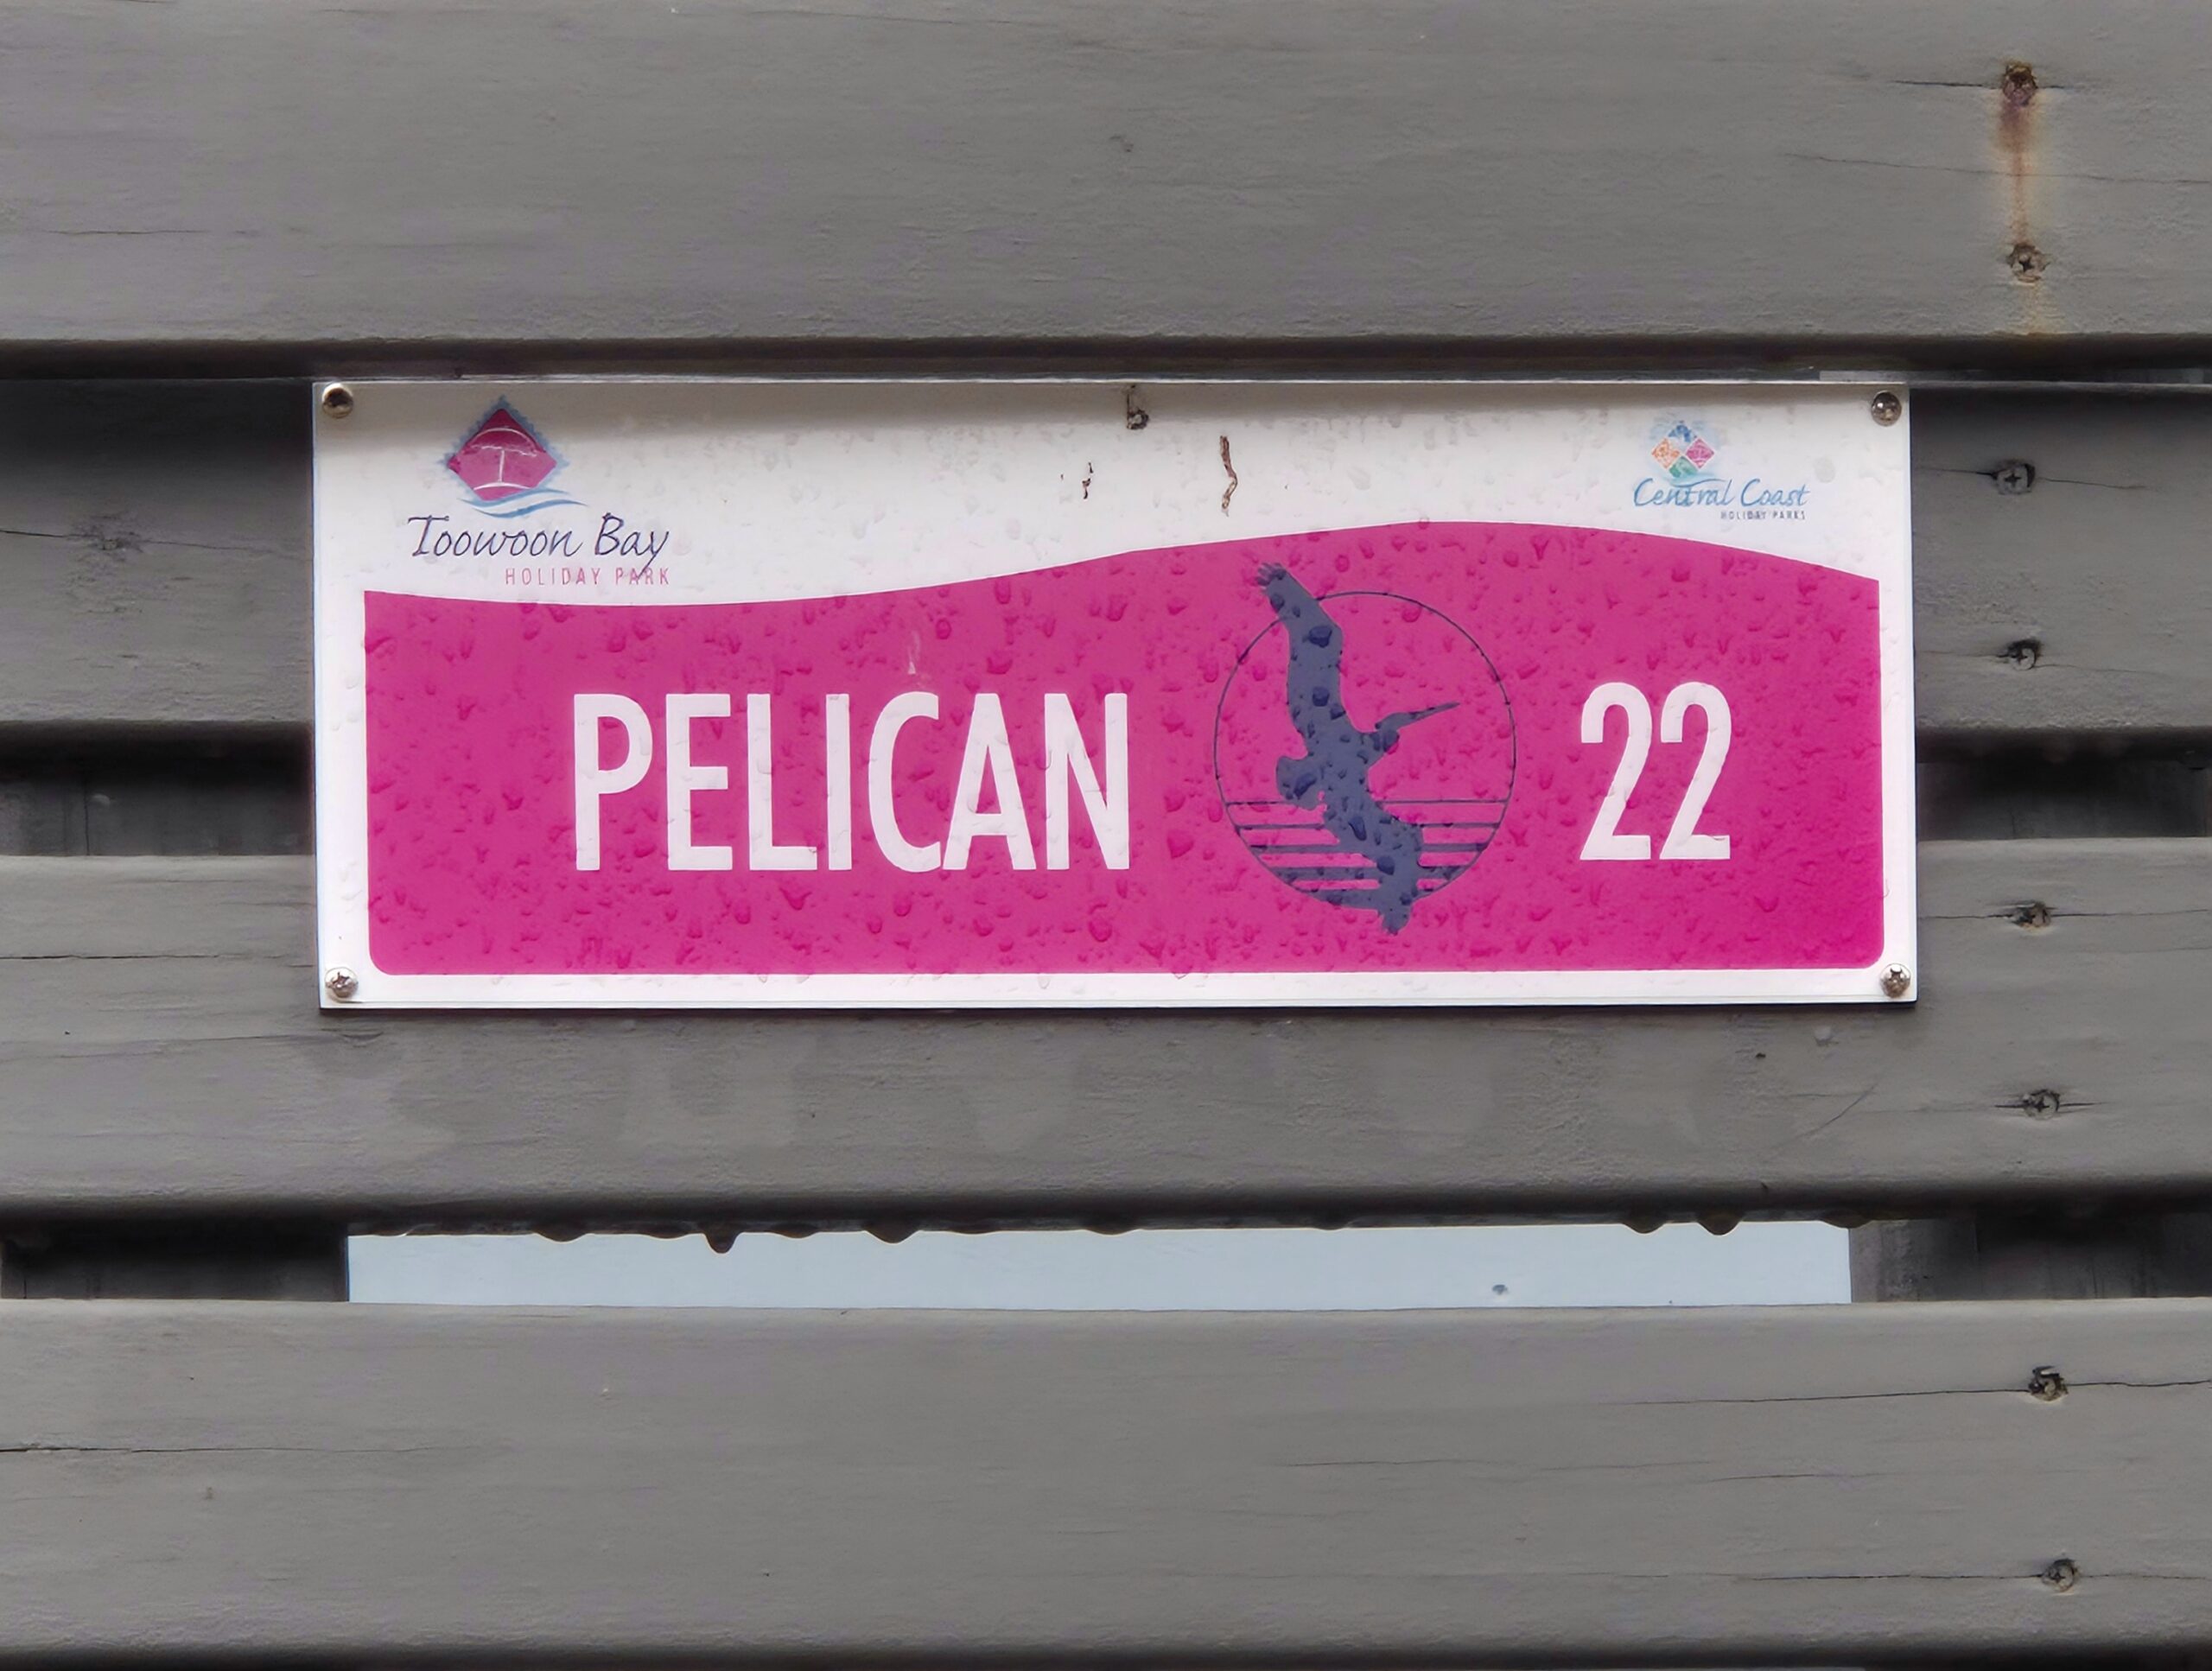 Toowoon Bay
HOLIDAY PARK
Central Coast
HOLIDAY PARKS
PELICAN 22